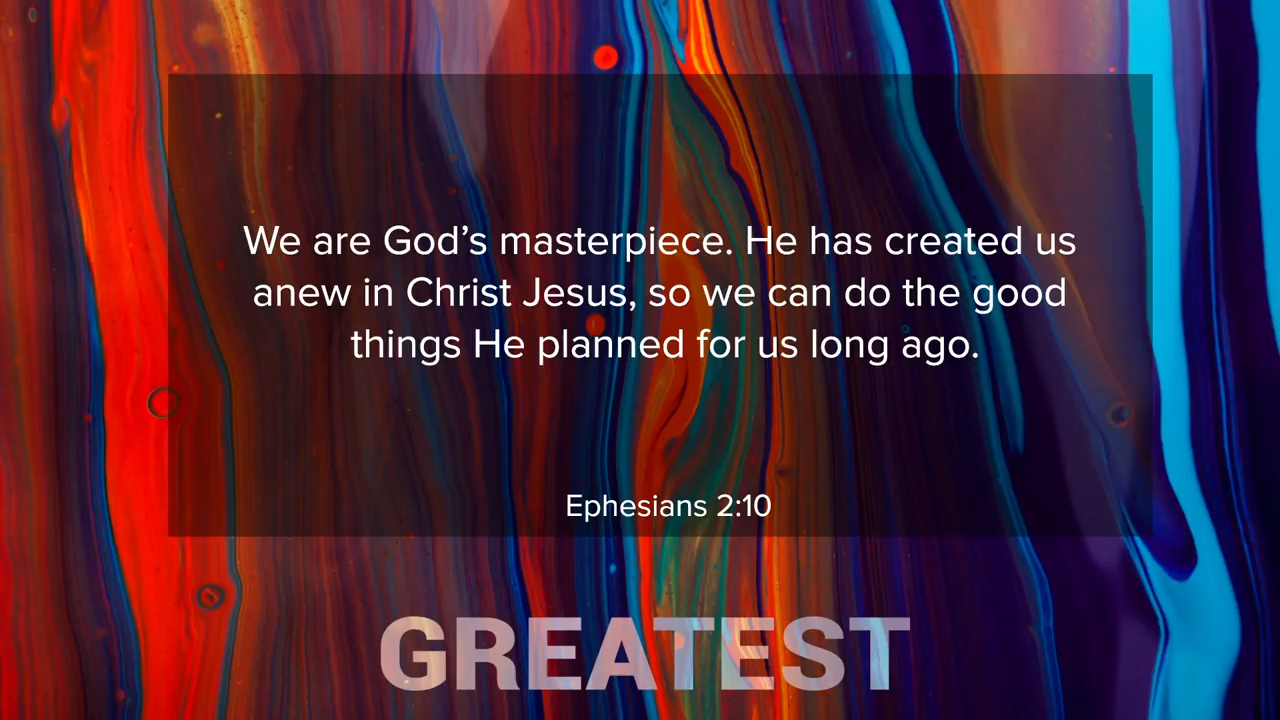 We are God’s masterpiece. He has created us
anew in Christ Jesus, so we can do the good
things He planned for us long ago.
Ephesians 2:10
GREATEST